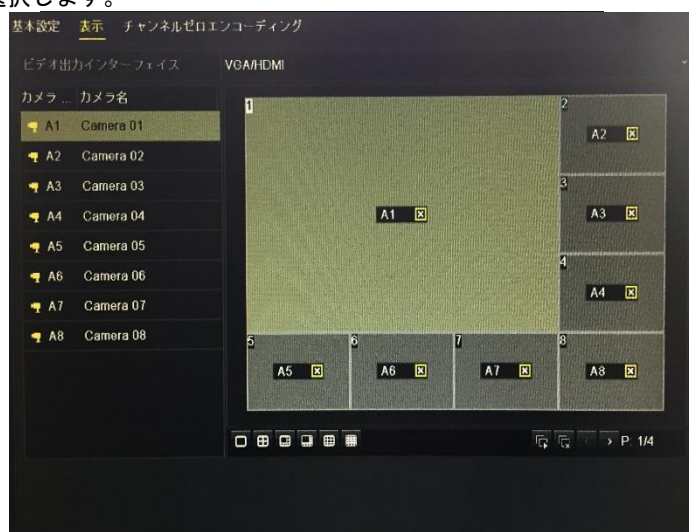 択します。
基本設定 表示 チャンネルゼロエンコーディング
ビデオ出力インターフェイス VGA/HDMI
カメラ ... カメラ名
A1 Camera 01
A2 Camera 02
A3 Camera 03
A4 Camera 04
A5 Camera 05
A6 Camera 06
A7 Camera 07
A8 Camera 08
1
A1
2
A2
3
A3
4
A4
5
A5
6
A6
7
A7
8
A8
P: 1/4